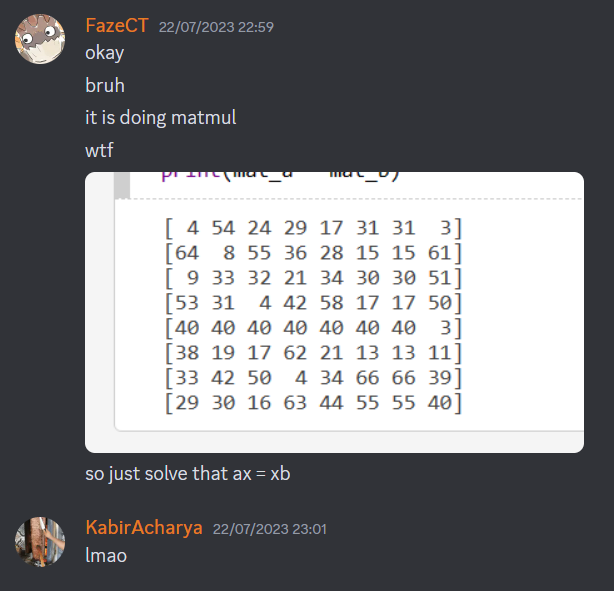 FazeCT 22/07/2023 22:59
okay
bruh
it is doing matmul
wtf
print(mat_a mat_b)
[ 4 54 24 29 17 31 31 3]
[64 8 55 36 28 15 15 61]
[ 9 33 32 21 34 30 30 51]
[53 31 4 42 58 17 17 50]
[40 40 40 40 40 40 40 3]
[38 19 17 62 21 13 13 11]
[33 42 50 4 34 66 66 39]
[29 30 16 63 44 55 55 40]
so just solve that ax = xb
KabirAcharya 22/07/2023 23:01
lmao